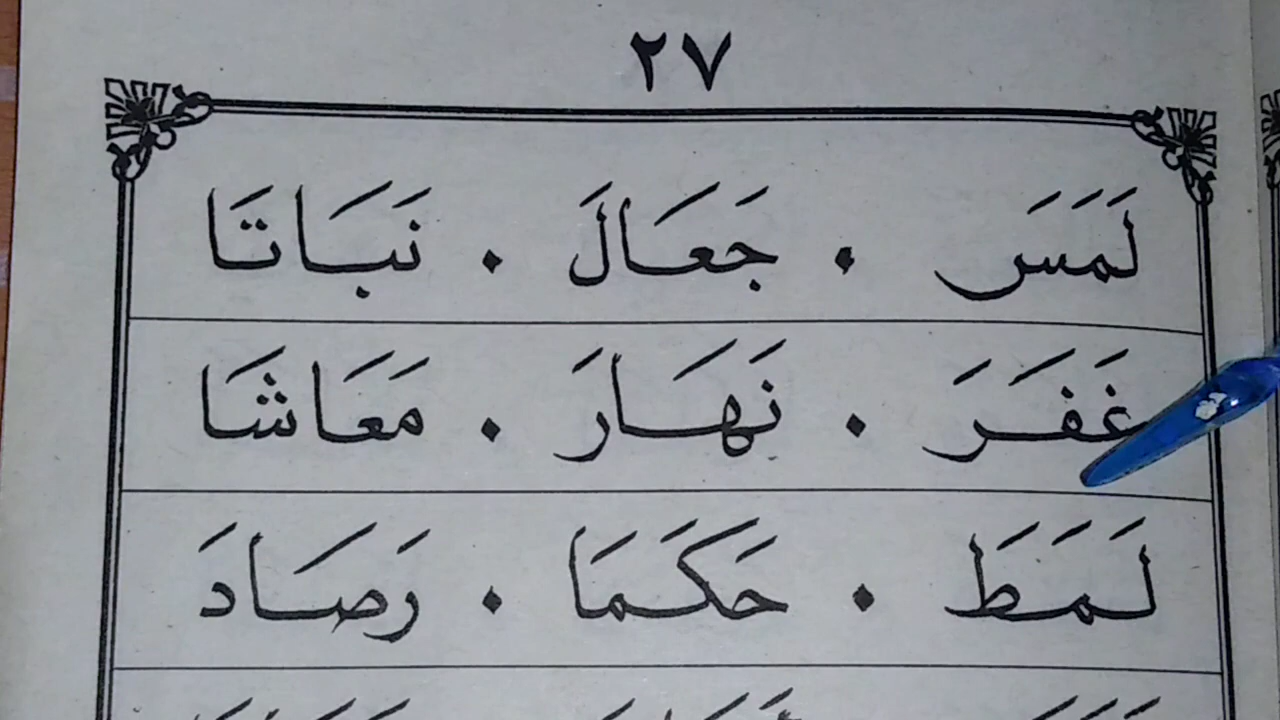 ٢٧
لَمَسَ . جَعَالَ . نَبَاتَا
غَفَرَ . نَهَارَ . مَعَاشَا
لَمَطَ . حَكَمَا . رَصَادَ